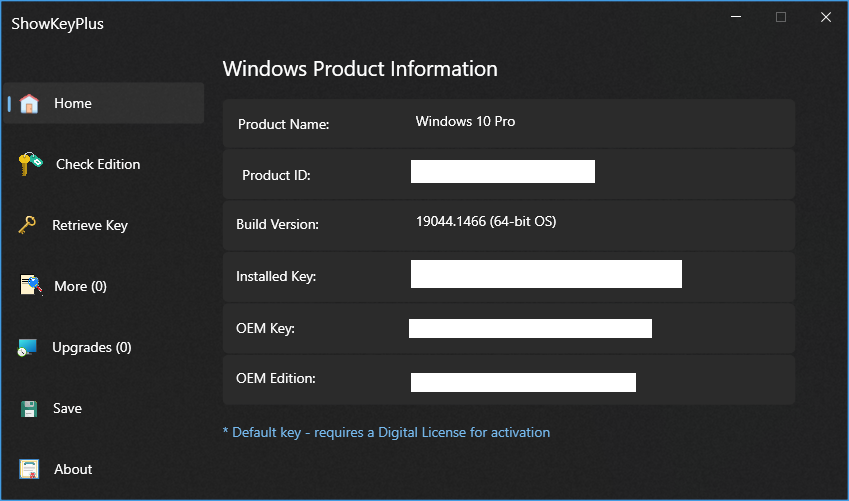 ShowKeyPlus
Windows Product Information
Home
Check Edition
Retrieve Key
More (0)
Upgrades (0)
Save
About
Product Name: Windows 10 Pro
Product ID:
Build Version: 19044.1466 (64-bit OS)
Installed Key:
OEM Key:
OEM Edition:
* Default key - requires a Digital License for activation